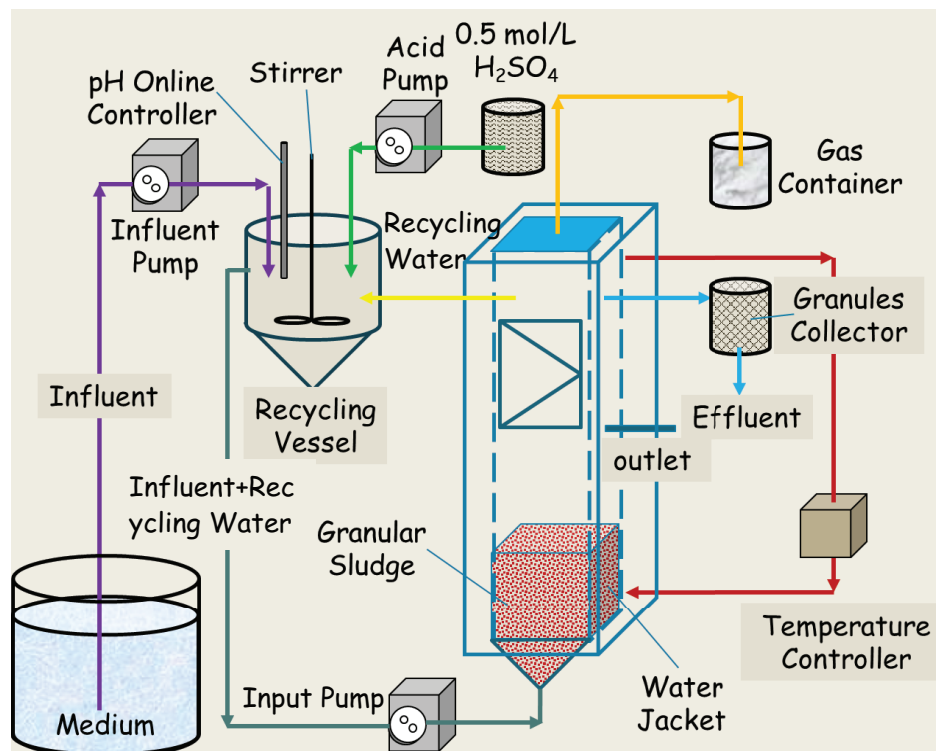 0.5 mol/L
H₂SO₄
Acid
Pump
Stirrer
pH Online
Controller
Gas
Container
Influent
Pump
Recycling
Water
Granules
Collector
Influent
Recycling
Vessel
Effluent
outlet
Influent+Rec
ycling Water
Granular
Sludge
Temperature
Controller
Input Pump
Water
Jacket
Medium